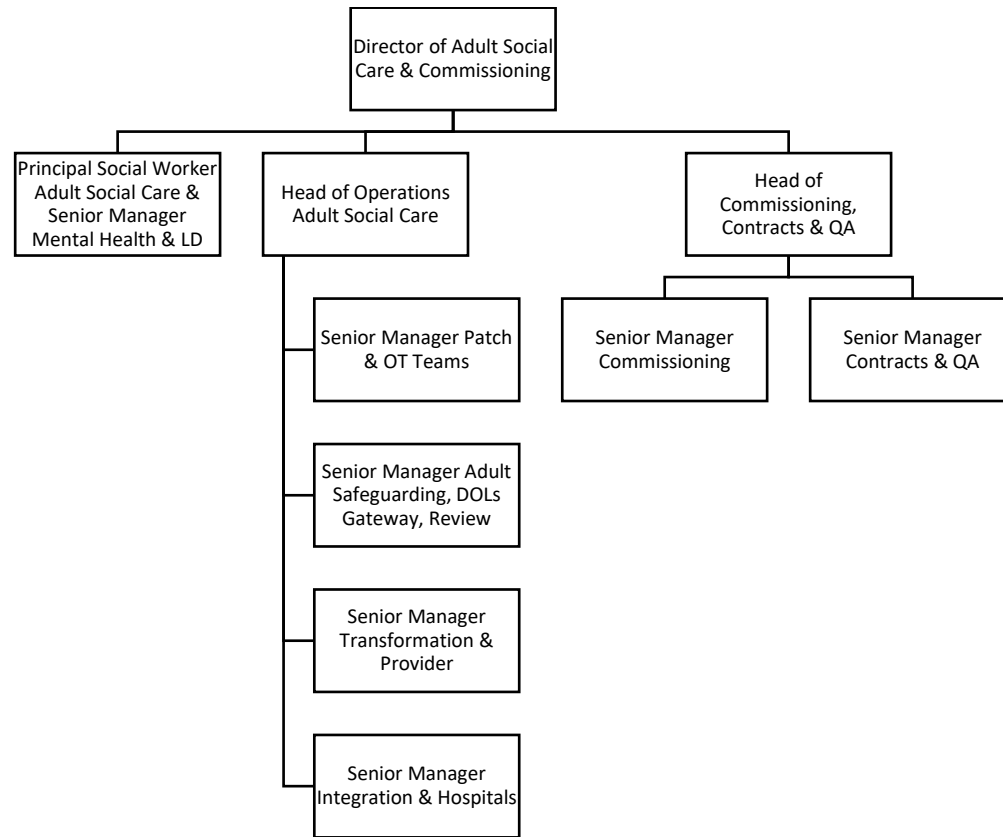 Director of Adult Social
Care & Commissioning
Principal Social Worker
Adult Social Care &
Senior Manager
Mental Health & LD
Head of Operations
Adult Social Care
Head of
Commissioning,
Contracts & QA
Senior Manager Patch
& OT Teams
Senior Manager
Commissioning
Senior Manager
Contracts & QA
Senior Manager Adult
Safeguarding, DOLs
Gateway, Review
Senior Manager
Transformation &
Provider
Senior Manager
Integration & Hospitals